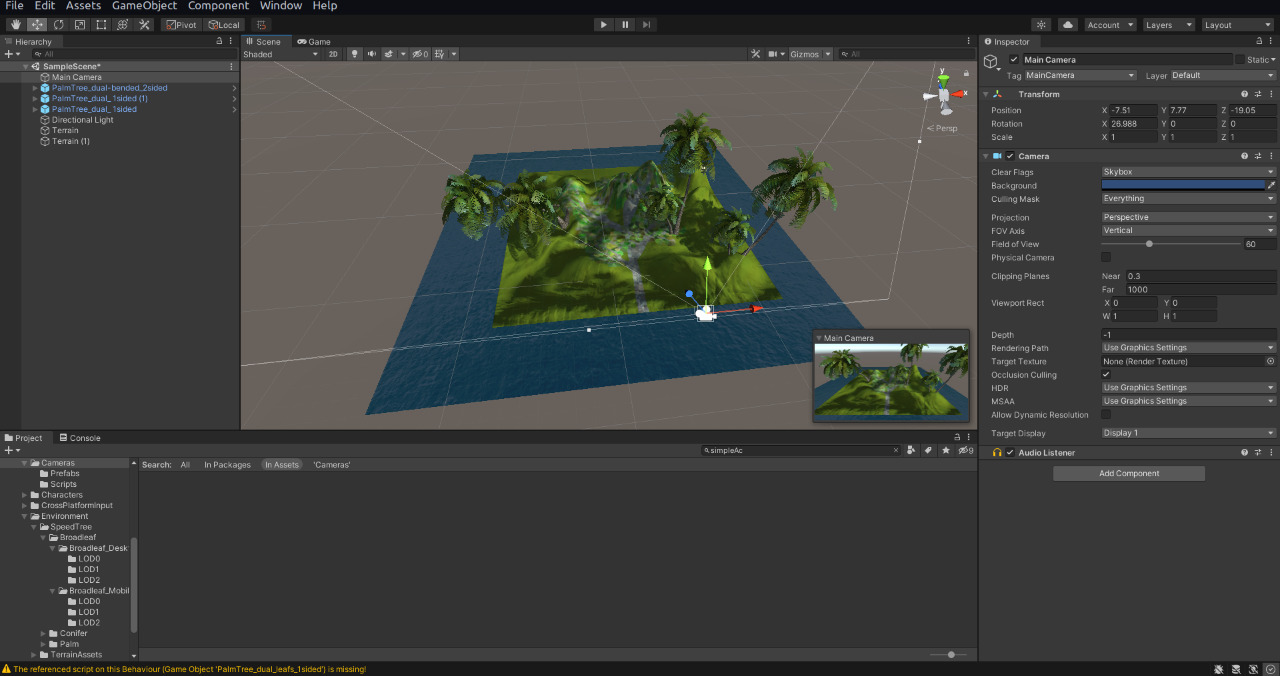 File Edit Assets GameObject Component Window Help
Pivot Local Account Layers Layout
Hierarchy
All
SampleScene*
Main Camera
PalmTree_dual-bended_2sided
PalmTree_dual_1sided (1)
PalmTree_dual_1sided
Directional Light
Terrain
Terrain (1)
Scene Game
Shaded 2D 0 Gizmos All
y
x
Persp
Main Camera
Inspector
Main Camera Static
Tag MainCamera Layer Default
Transform
Position X -7.51 Y 7.77 Z -19.05
Rotation X 26.988 Y 0 Z 0
Scale X 1 Y 1 Z 1
Camera
Clear Flags Skybox
Background
Culling Mask Everything
Projection Perspective
FOV Axis Vertical
Field of View 60
Physical Camera
Clipping Planes Near 0.3
Far 1000
Viewport Rect X 0 Y 0
W 1 H 1
Depth -1
Rendering Path Use Graphics Settings
Target Texture None (Render Texture)
Occlusion Culling
HDR Use Graphics Settings
MSAA Use Graphics Settings
Allow Dynamic Resolution
Target Display Display 1
Audio Listener
Add Component
Project Console
simpleAc 9
Search: All In Packages In Assets 'Cameras'
Cameras
Prefabs
Scripts
Characters
CrossPlatformInput
Environment
SpeedTree
Broadleaf
Broadleaf_Desk
LOD0
LOD1
LOD2
Broadleaf_Mobil
LOD0
LOD1
LOD2
Conifer
Palm
TerrainAssets
The referenced script on this Behaviour (Game Object 'PalmTree_dual_leafs_1sided') is missing!